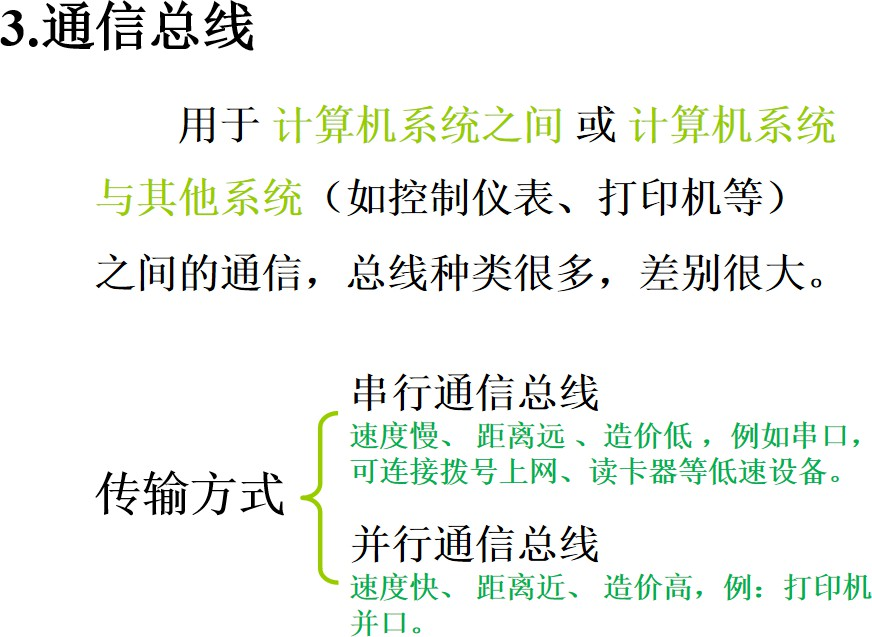 3.通信总线
用于 计算机系统之间 或 计算机系统
与其他系统（如控制仪表、打印机等）
之间的通信，总线种类很多，差别很大。
传输方式
串行通信总线
速度慢、 距离远 、造价低 ，例如串口，
可连接拨号上网、读卡器等低速设备。
并行通信总线
速度快、 距离近、 造价高，例：打印机
并口。